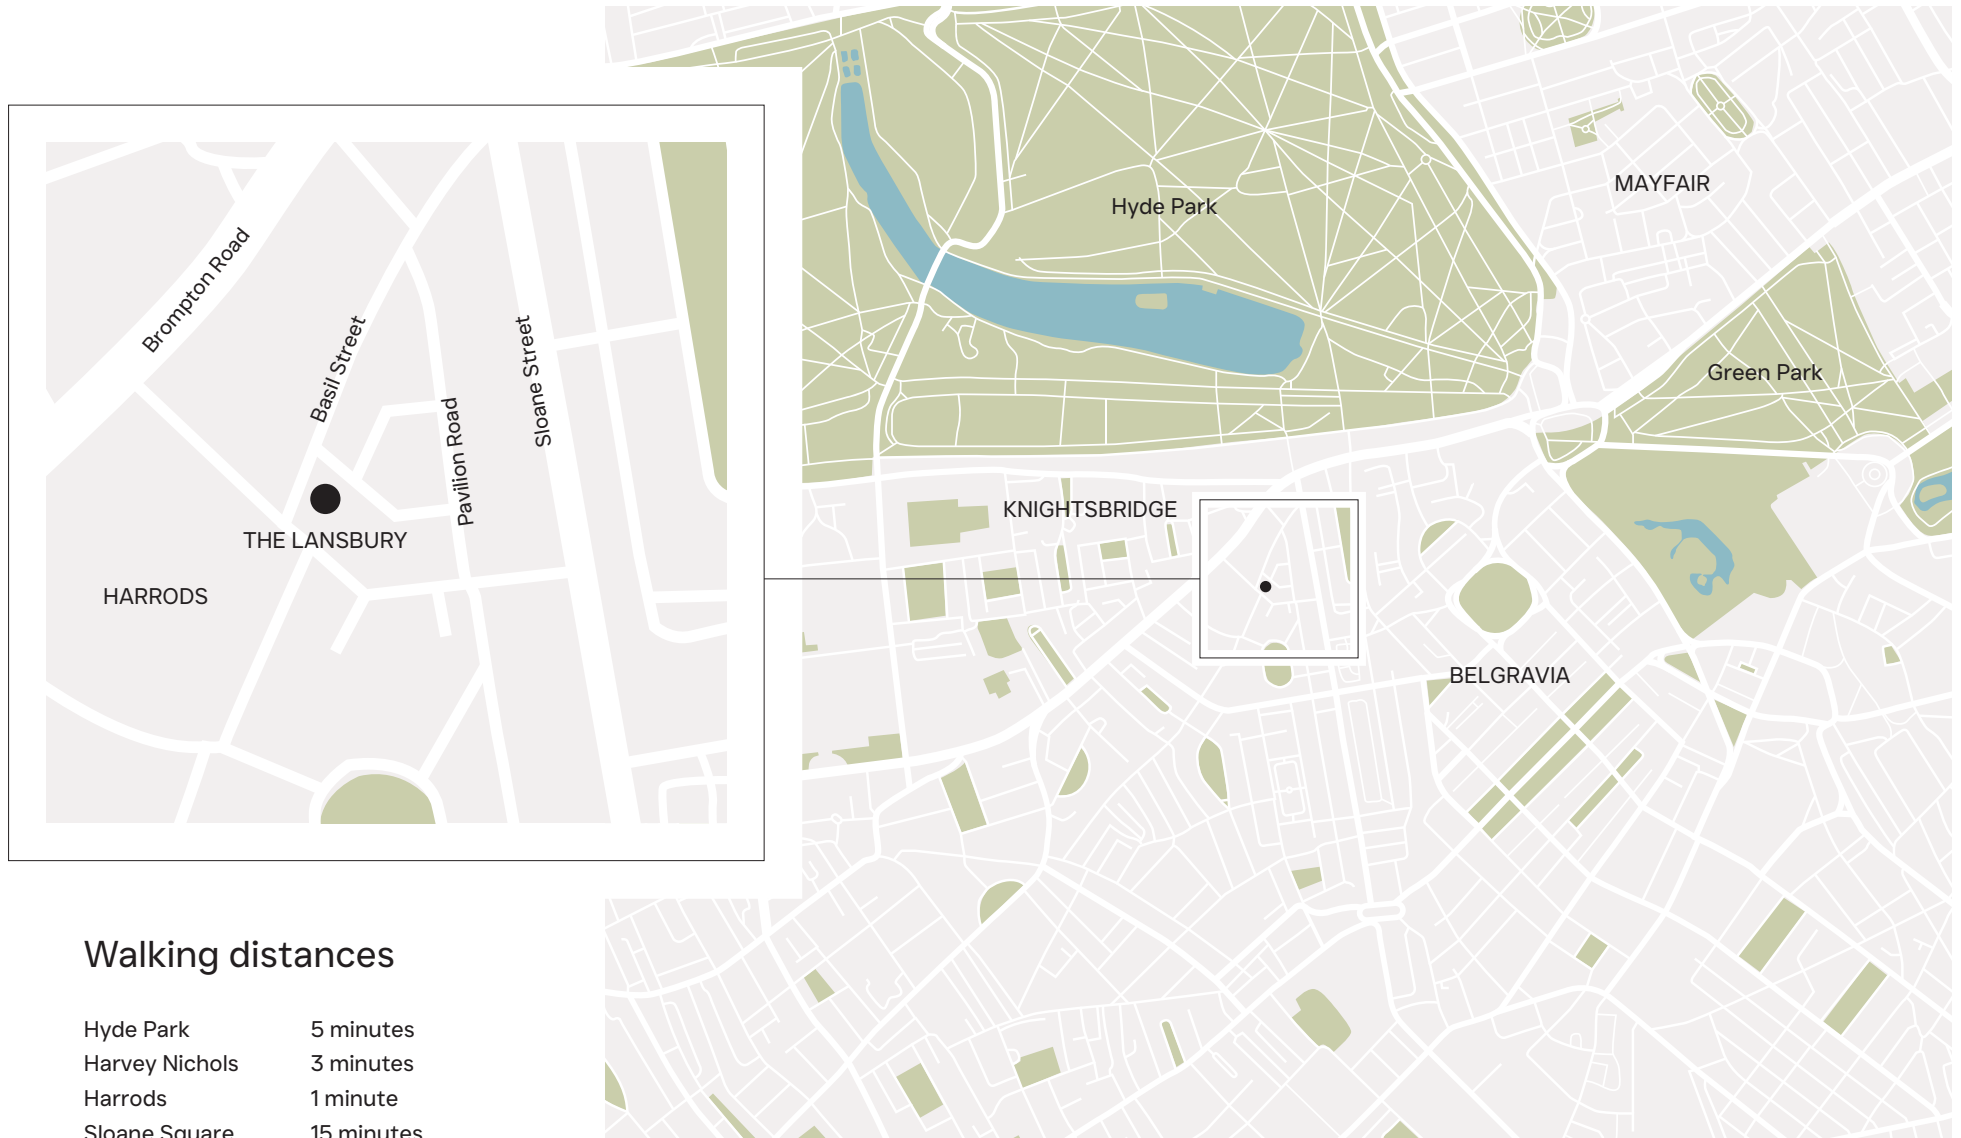 Brompton Road
Basil Street
Pavilion Road
Sloane Street
THE LANSBURY
HARRODS
Hyde Park
MAYFAIR
Green Park
KNIGHTSBRIDGE
BELGRAVIA
Walking distances
Hyde Park 5 minutes
Harvey Nichols 3 minutes
Harrods 1 minute
Sloane Square 15 minutes